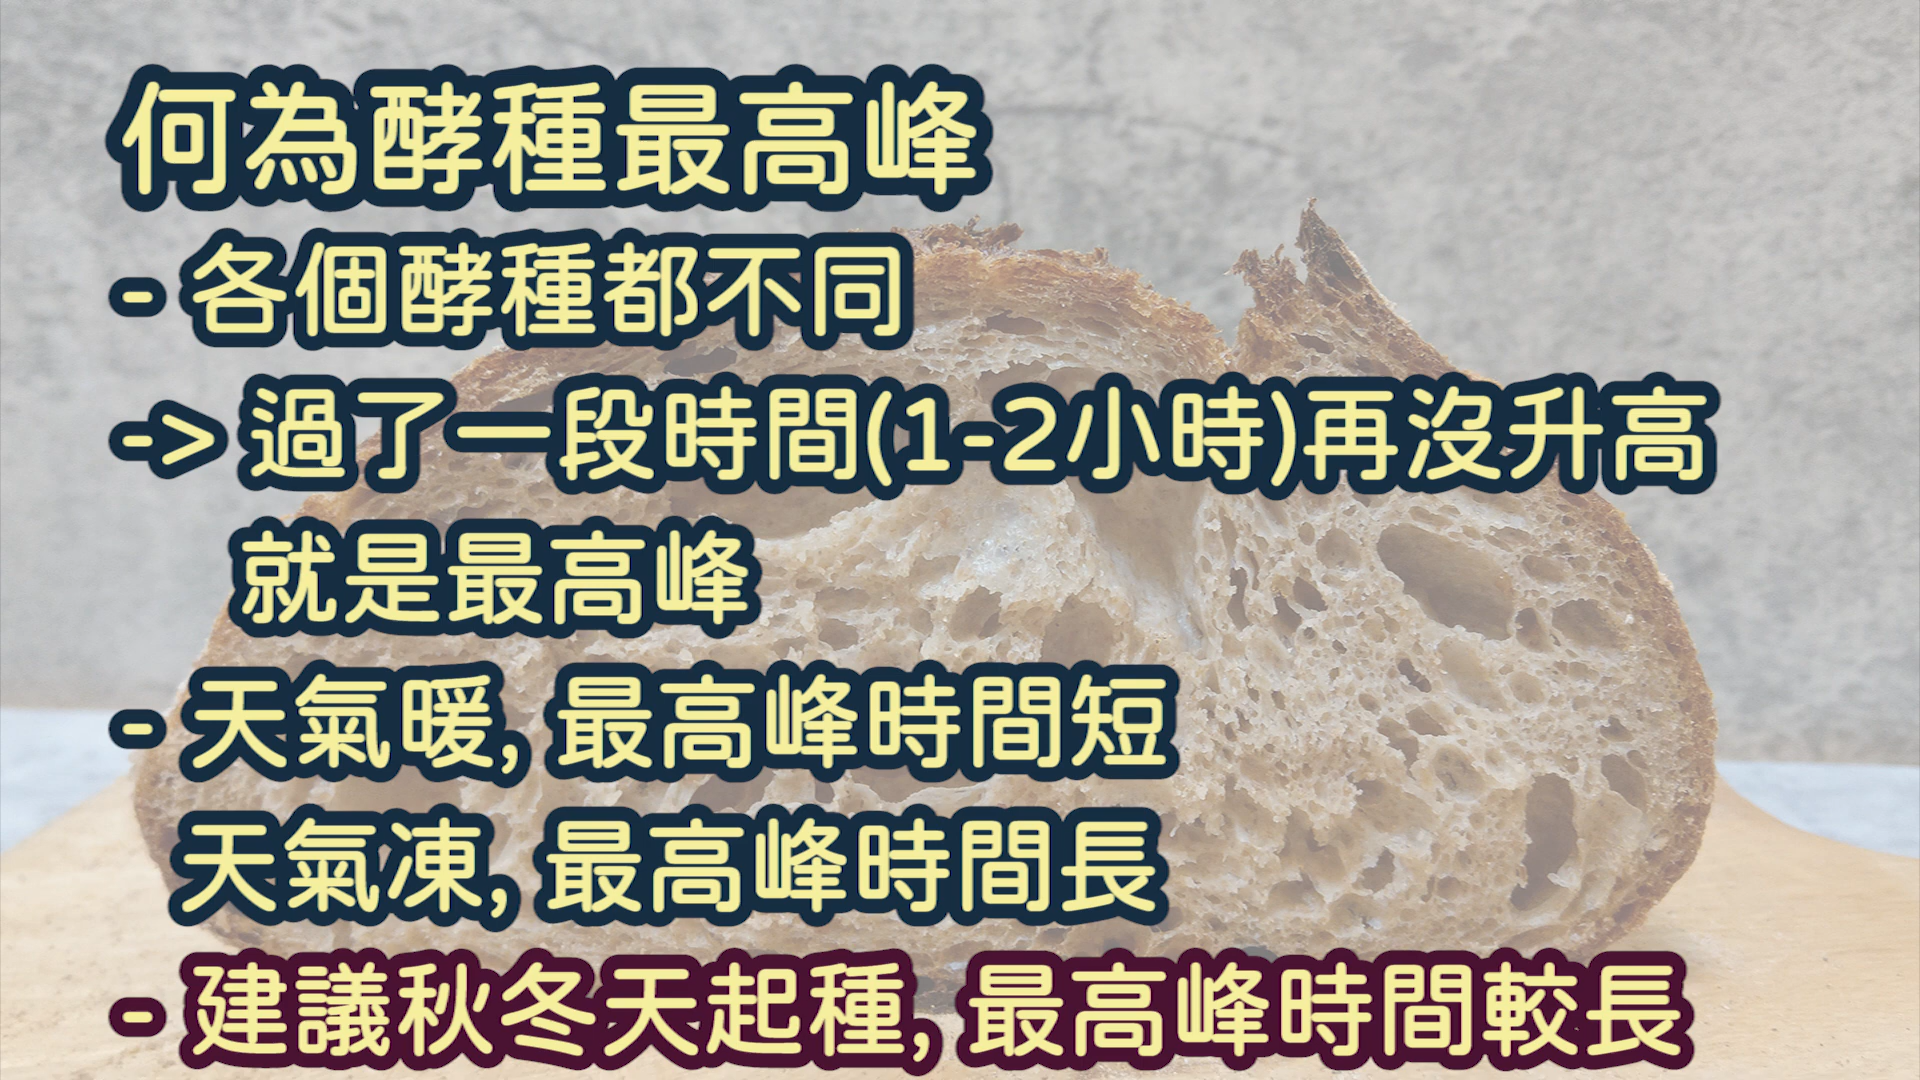 何為酵種最高峰
- 各個酵種都不同
-> 過了一段時間(1-2小時)再沒升高
就是最高峰
- 天氣暖, 最高峰時間短
天氣凍, 最高峰時間長
- 建議秋冬天起種, 最高峰時間較長